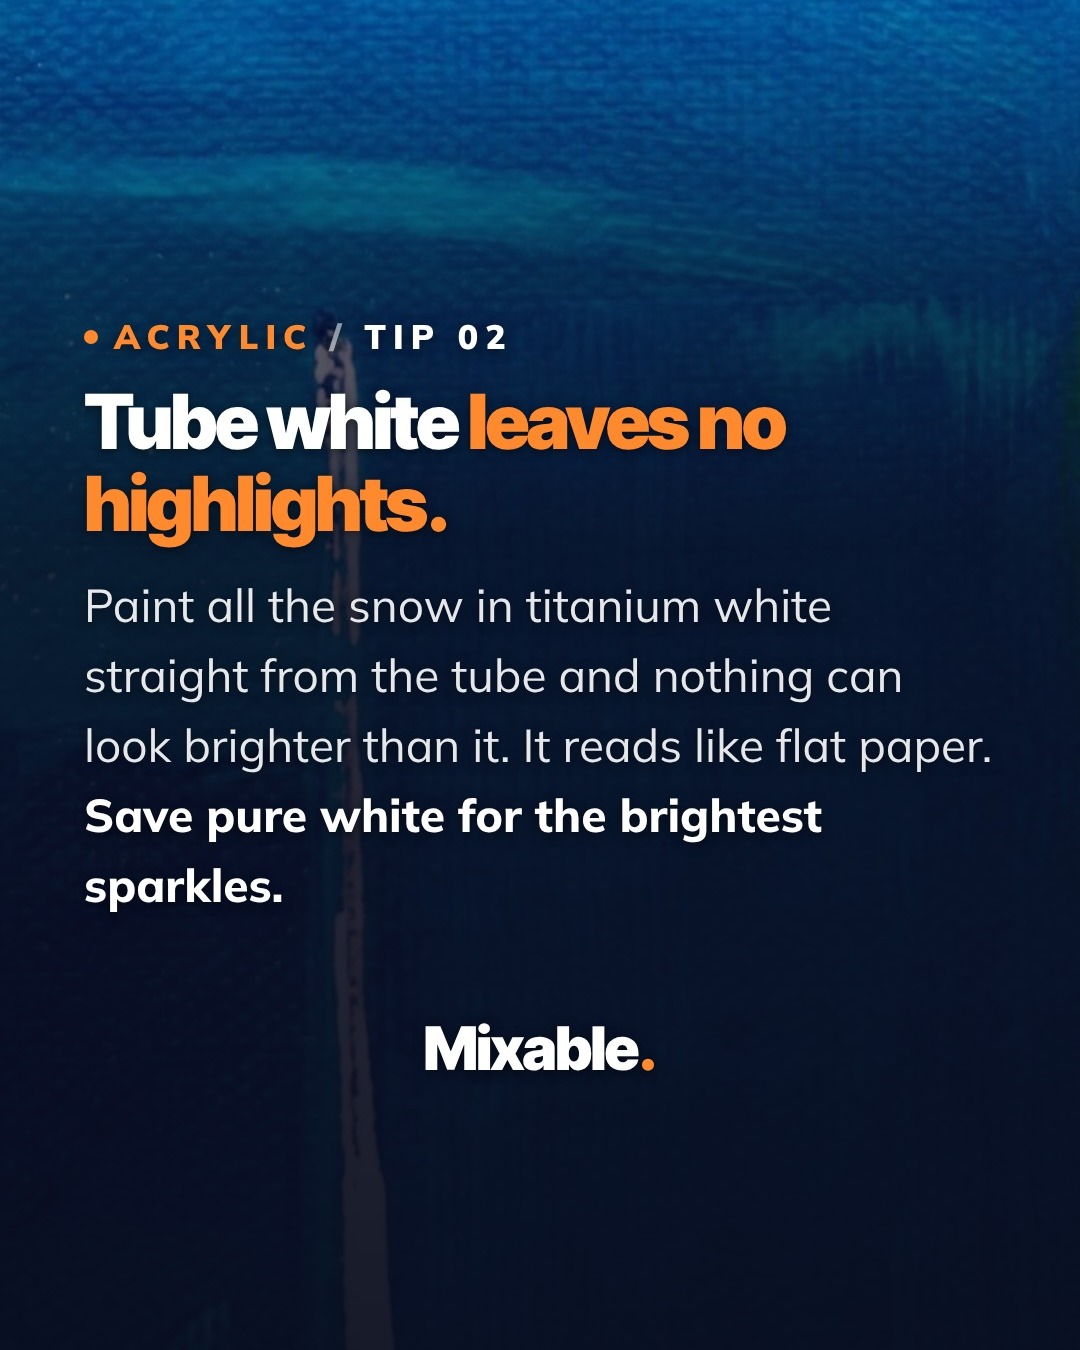 • ACRYLIC / TIP 02
Tube white leaves no
highlights.
Paint all the snow in titanium white
straight from the tube and nothing can
look brighter than it. It reads like flat paper.
Save pure white for the brightest
sparkles.
Mixable.